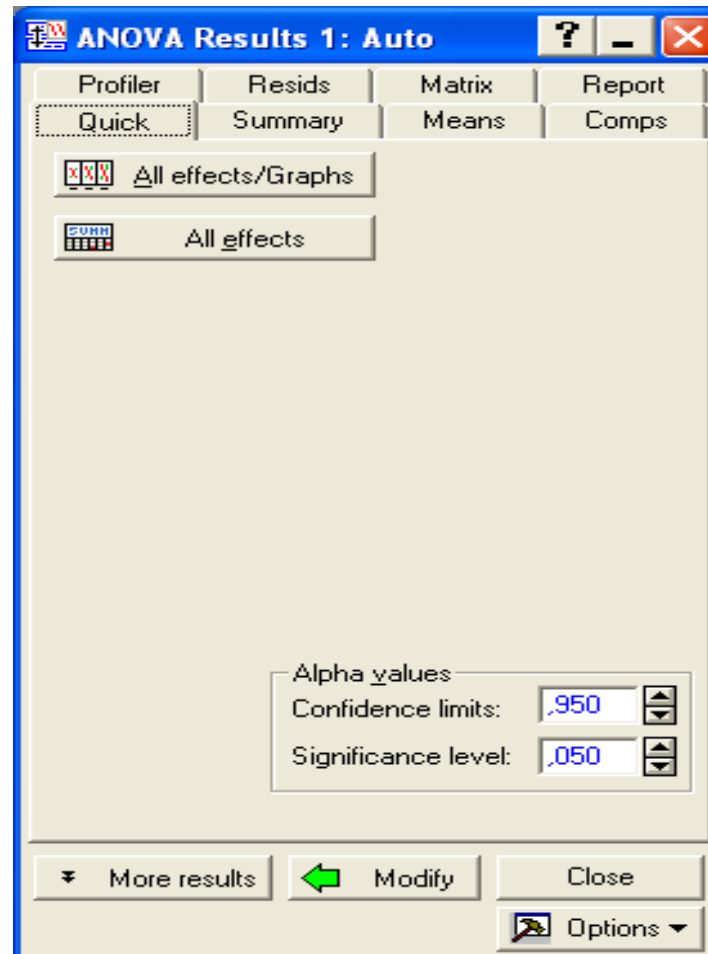 ANOVA Results 1: Auto
Profiler Resids Matrix Report
Quick Summary Means Comps
All effects/Graphs
SUMM All effects
Alpha values
Confidence limits: ,950
Significance level: ,050
More results Modify Close
Options